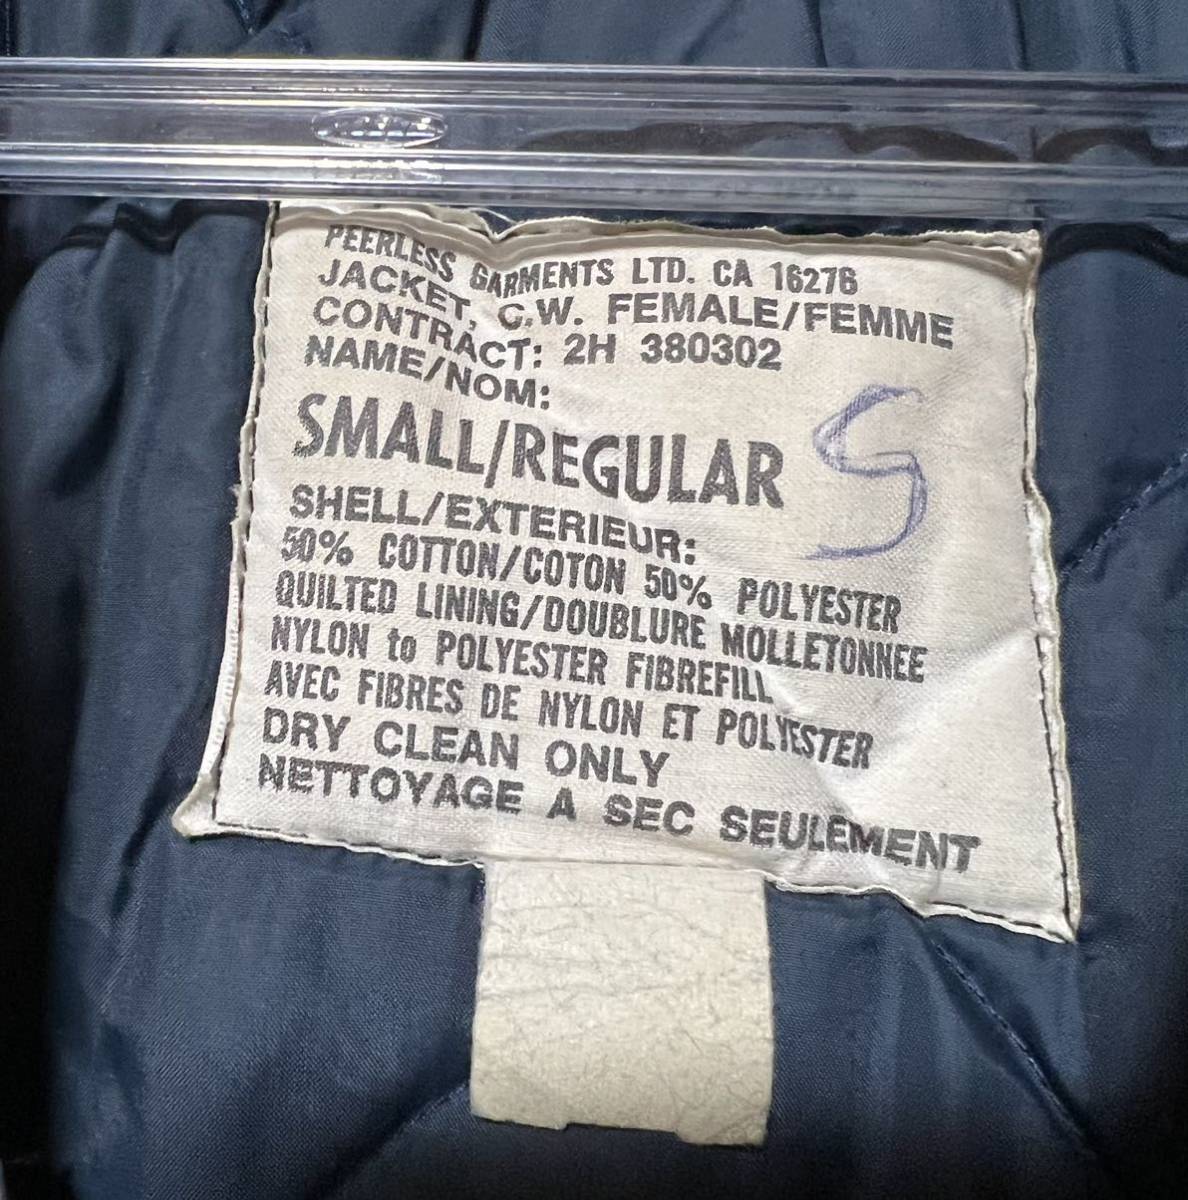 PEERLESS GARMENTS LTD. CA 16276
JACKET, C.W. FEMALE/FEMME
CONTRACT: 2H 380302
NAME/NOM:
SMALL/REGULAR S
SHELL/EXTERIEUR:
50% COTTON/COTON 50% POLYESTER
QUILTED LINING/DOUBLURE MOLLETONNEE
NYLON to POLYESTER FIBREFILL
AVEC FIBRES DE NYLON ET POLYESTER
DRY CLEAN ONLY
NETTOYAGE A SEC SEULEMENT